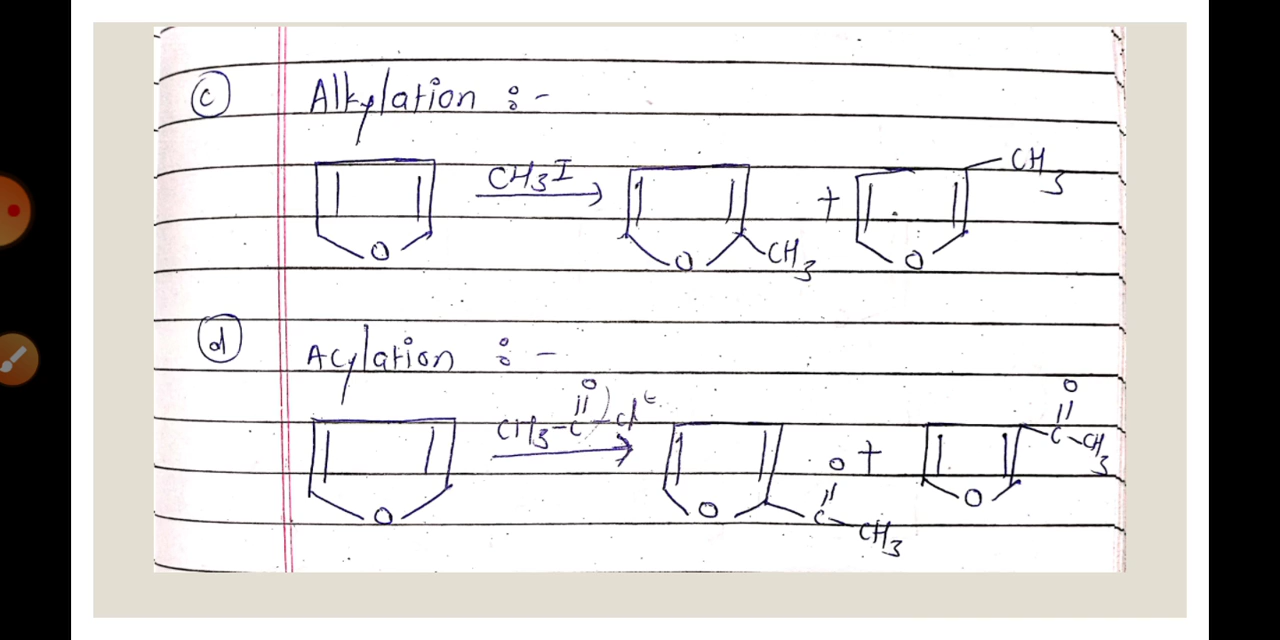 (c) Alkylation :-
CH3I
CH3
+
CH3
O
O
O
(d) Acylation :-
O
CH3-C-Cl
O
+
O
C-CH3
C-CH3
O
O
O